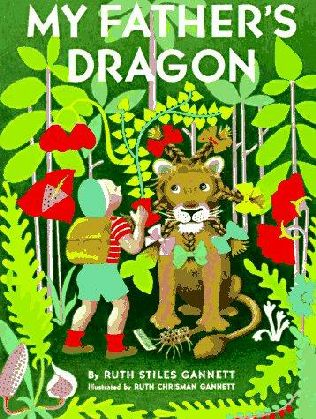 MY FATHER'S
DRAGON
BY RUTH STILES GANNETT
Illustrated by RUTH CHRISMAN GANNETT